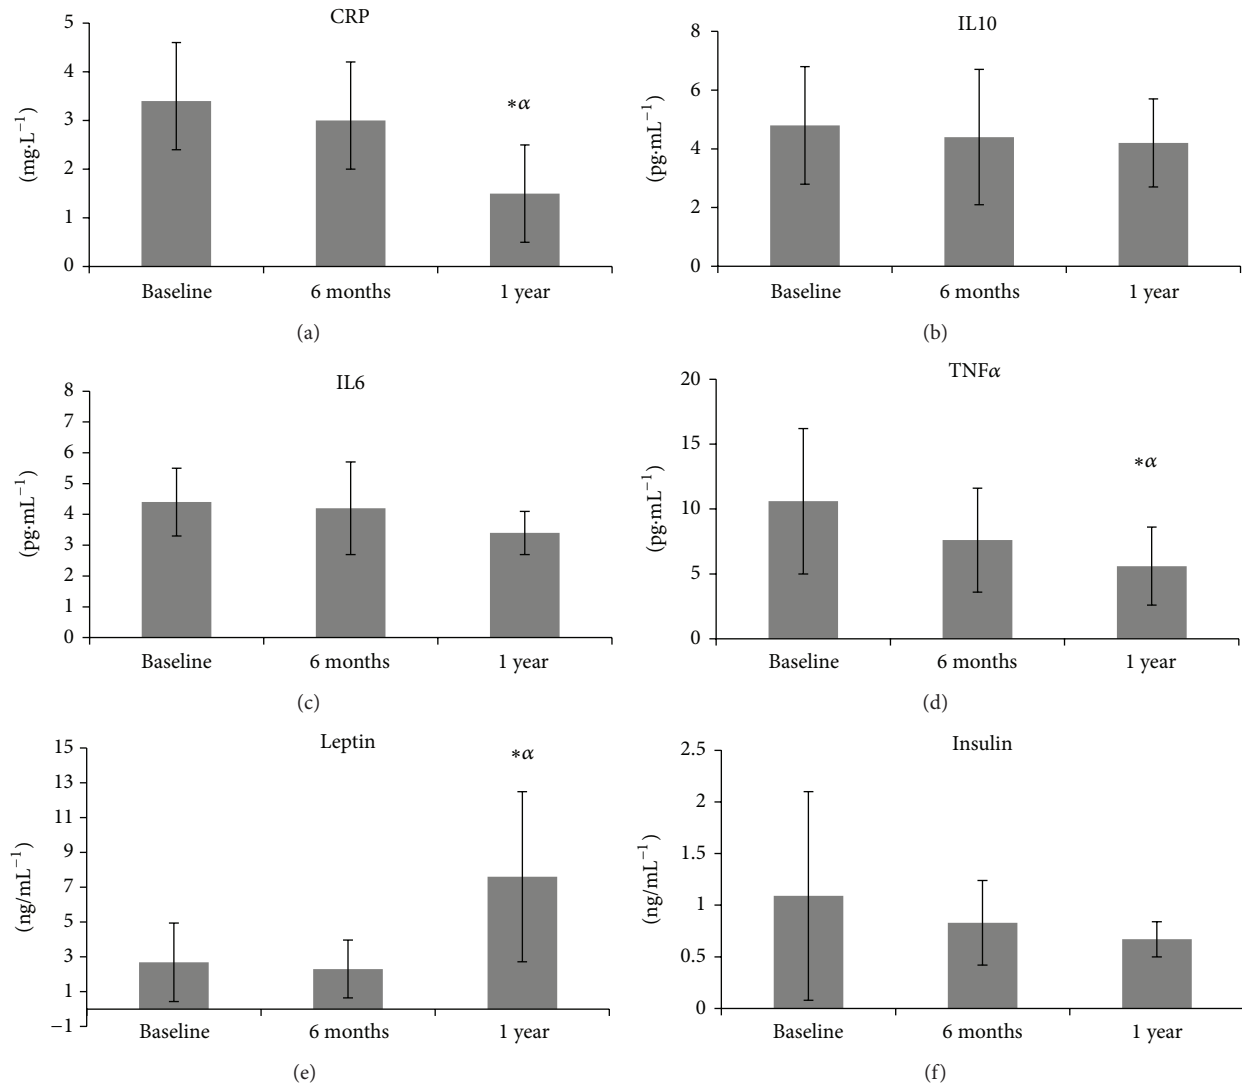 CRP
5
4
3
2
1
0
(mg·L⁻¹)
∗α
Baseline 6 months 1 year
(a)
IL10
8
6
4
2
0
(pg·mL⁻¹)
Baseline 6 months 1 year
(b)
IL6
8
7
6
5
4
3
2
1
0
(pg·mL⁻¹)
Baseline 6 months 1 year
(c)
TNFα
20
15
10
5
0
(pg·mL⁻¹)
∗α
Baseline 6 months 1 year
(d)
Leptin
15
13
11
9
7
5
3
1
−1
(ng/mL⁻¹)
∗α
Baseline 6 months 1 year
(e)
Insulin
2.5
2
1.5
1
0.5
0
(ng/mL⁻¹)
Baseline 6 months 1 year
(f)